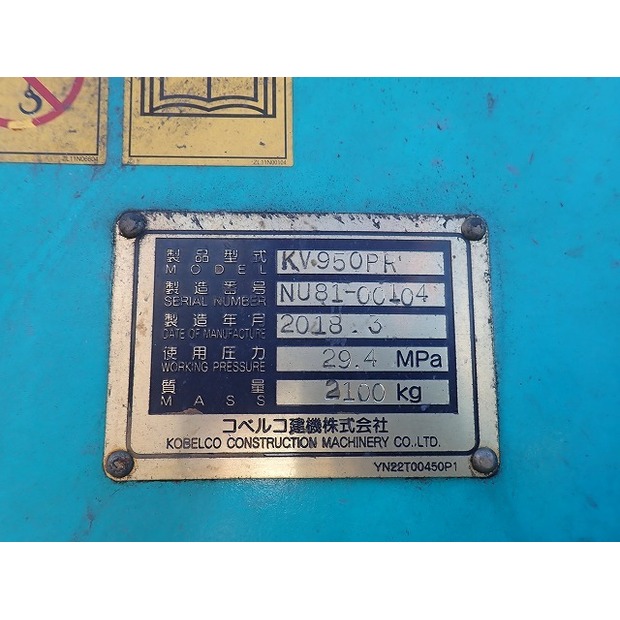 ZL11N06604
ZL11N00104
製品型式 KV950PR
MODEL
製造番号 NU81-00104
SERIAL NUMBER
製造年月 2018.3
DATE OF MANUFACTURE
使用圧力 29.4 MPa
WORKING PRESSURE
質量 2100 kg
MASS
コベルコ建機株式会社
KOBELCO CONSTRUCTION MACHINERY CO.,LTD.
YN22T00450P1